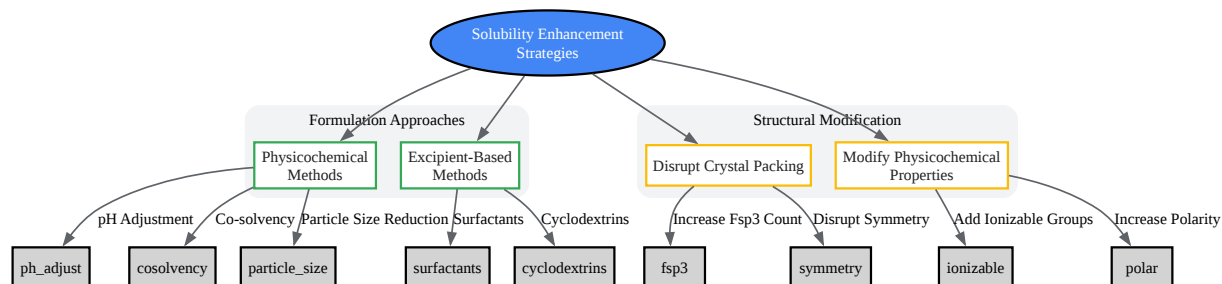 Solubility Enhancement
Strategies
Formulation Approaches
Structural Modification
Physicochemical
Methods
Excipient-Based
Methods
Disrupt Crystal Packing
Modify Physicochemical
Properties
pH Adjustment
Co-solvency
Particle Size Reduction
Surfactants
Cyclodextrins
Increase Fsp3 Count
Disrupt Symmetry
Add Ionizable Groups
Increase Polarity
ph_adjust
cosolvency
particle_size
surfactants
cyclodextrins
fsp3
symmetry
ionizable
polar